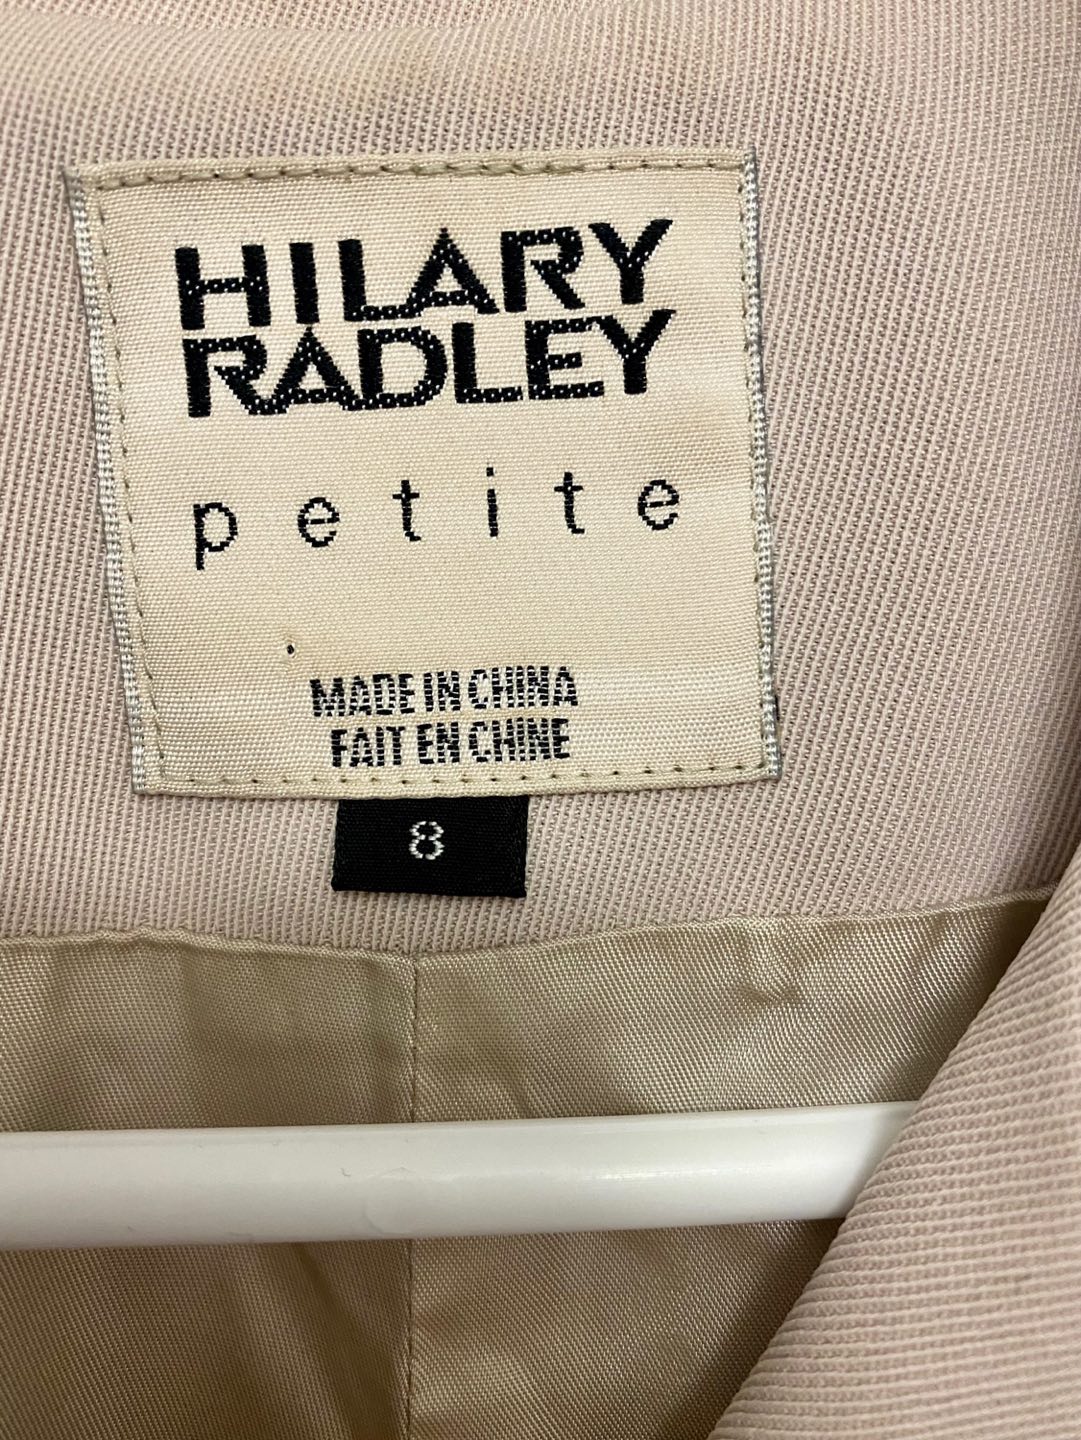 HILARY
RADLEY
petite
MADE IN CHINA
FAIT EN CHINE
8